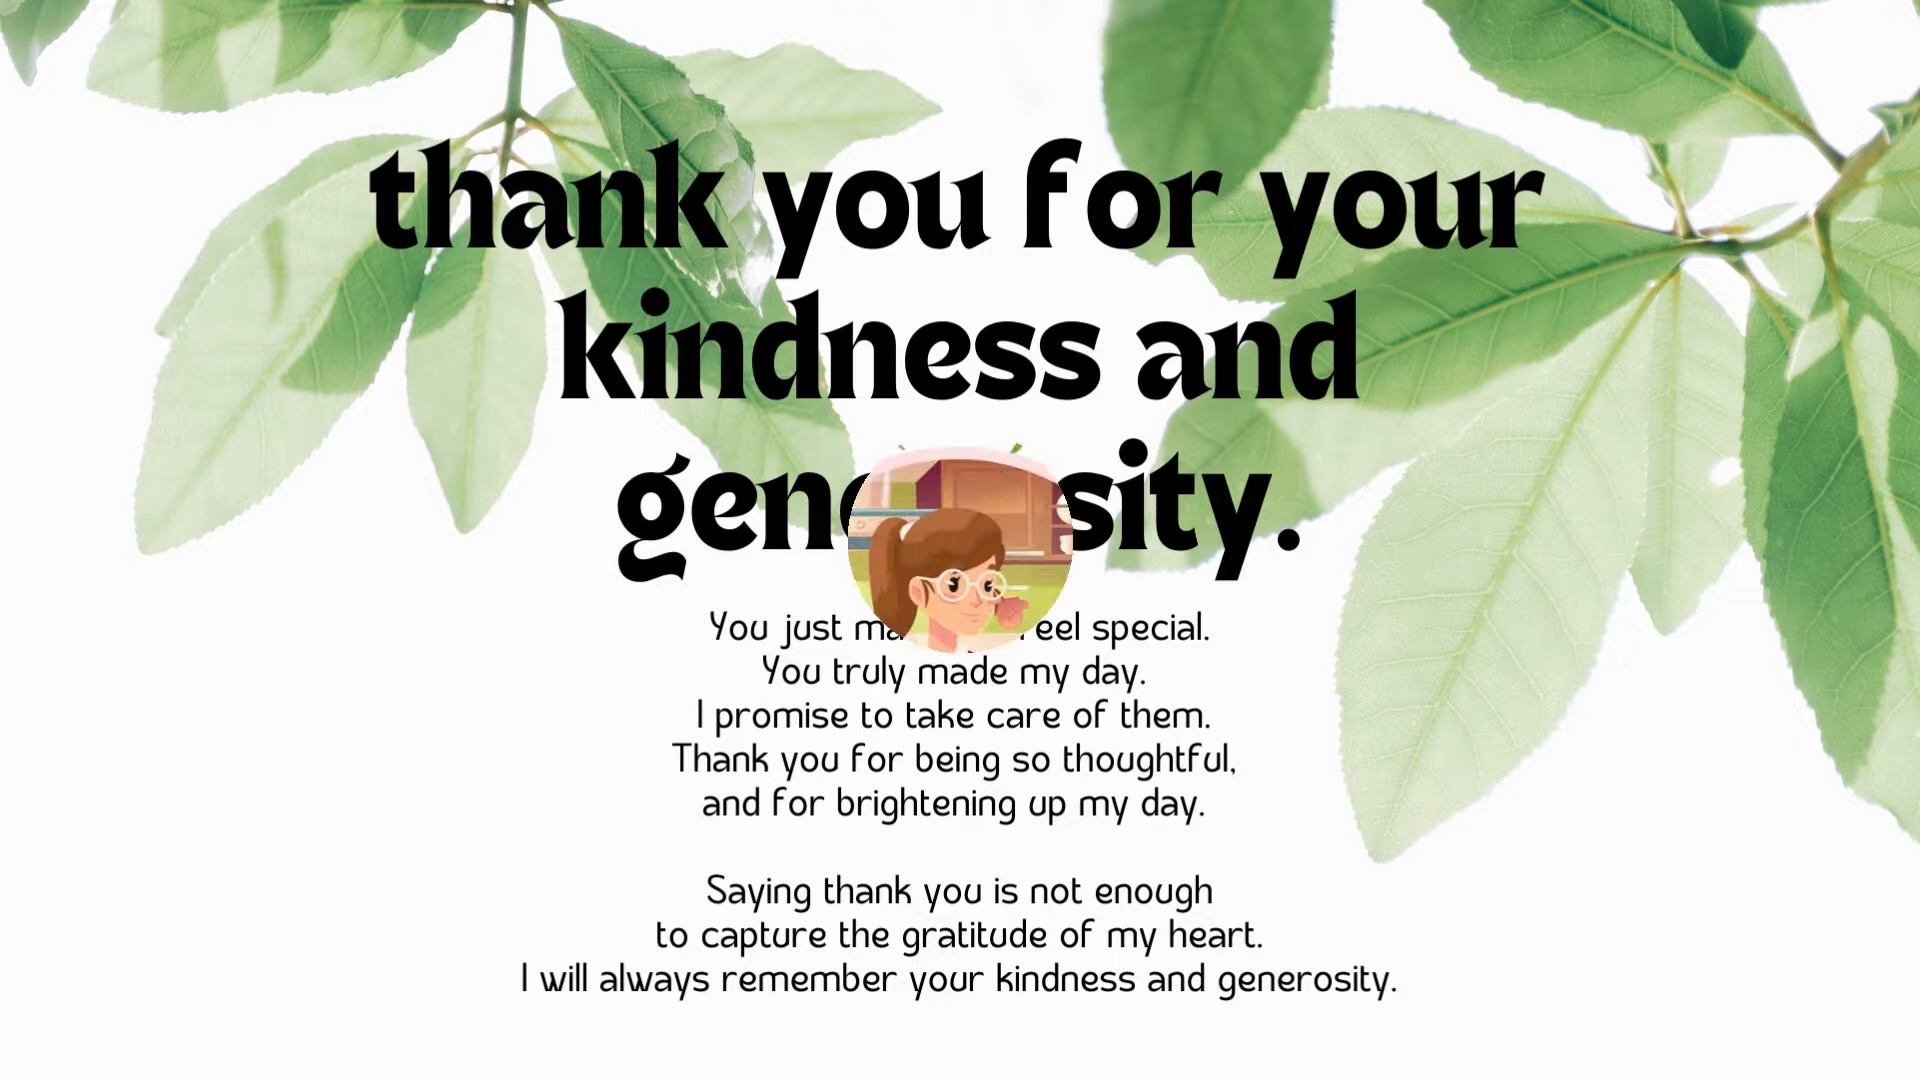 thank you for your
kindness and
You just feel special.
You truly made my day.
I promise to take care of them.
Thank you for being so thoughtful,
and for brightening up my day.
Saying thank you is not enough
to capture the gratitude of my heart.
I will always remember your kindness and generosity.